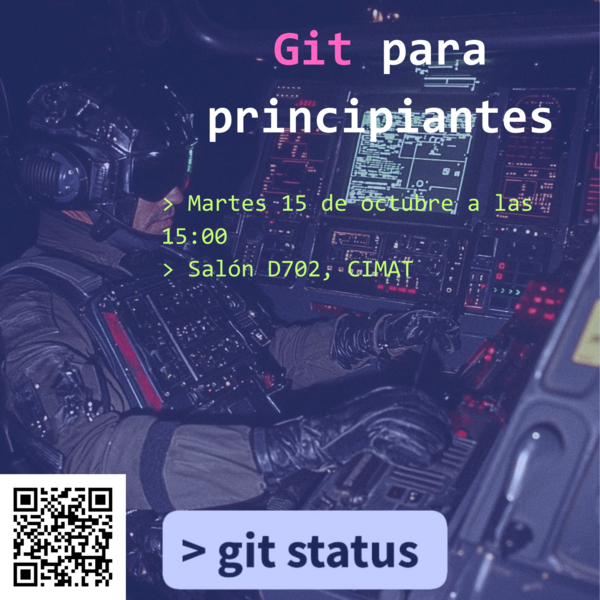 Git para
principiantes
> Martes 15 de octubre a las
15:00
> Salón D702, CIMAT
> git status